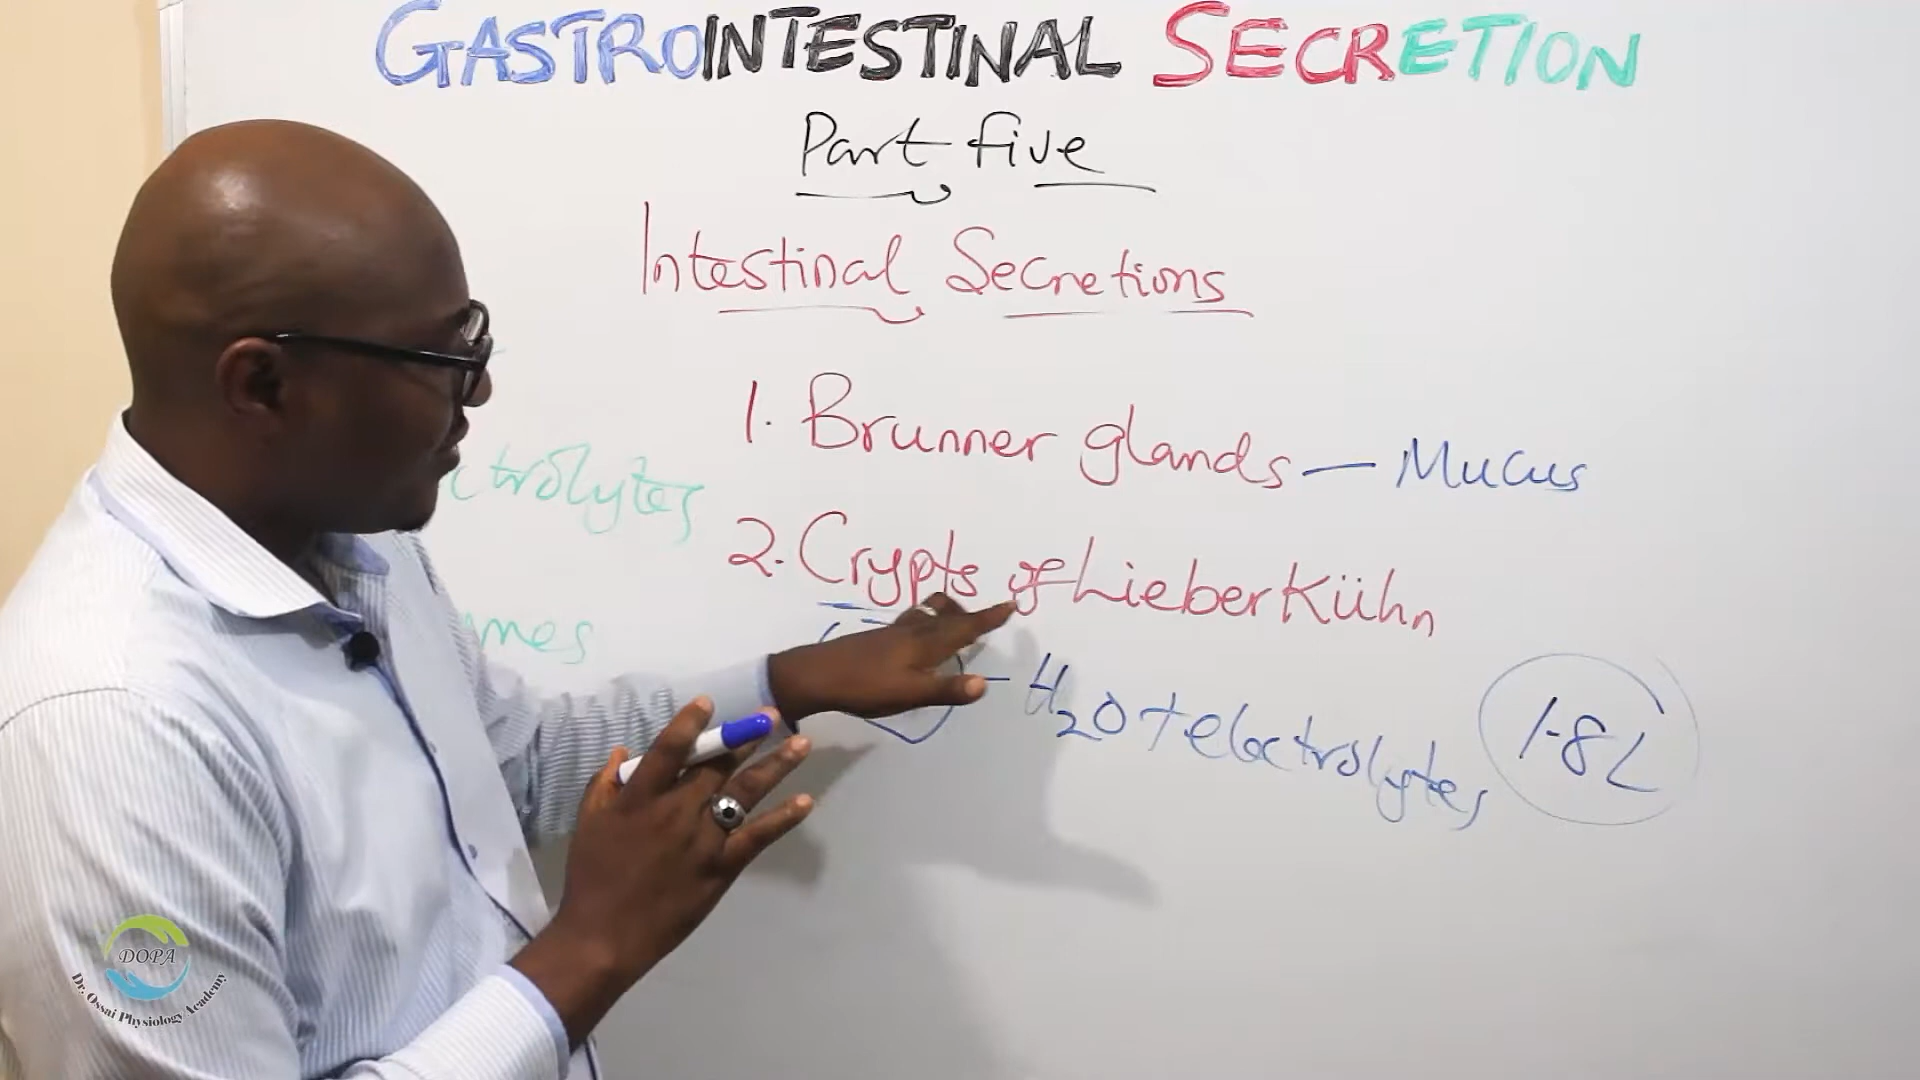 GASTROINTESTINAL SECRETION
Part five
Intestinal Secretions
1. Brunner glands — Mucus
ctrolytes
2. Crypts of Lieberkühn
mes
H₂O + electrolytes
1.8L
DOPA
Dr. Ossai Physiology Academy